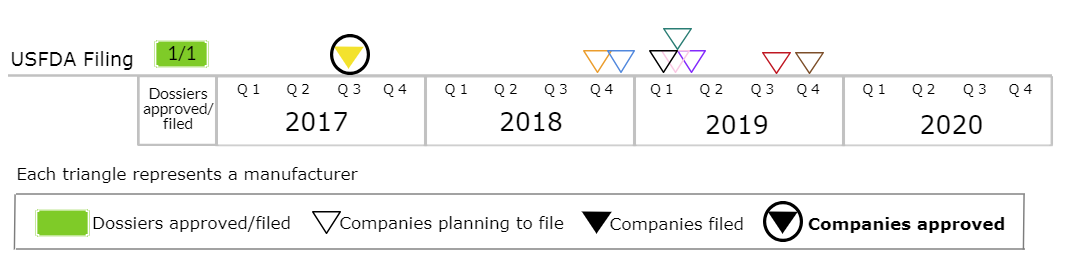 USFDA Filing 1/1
Dossiers
approved/
filed
Q 1 Q 2 Q 3 Q 4 Q 1 Q 2 Q 3 Q 4 Q 1 Q 2 Q 3 Q 4 Q 1 Q 2 Q 3 Q 4
2017 2018 2019 2020
Each triangle represents a manufacturer
Dossiers approved/filed Companies planning to file Companies filed Companies approved